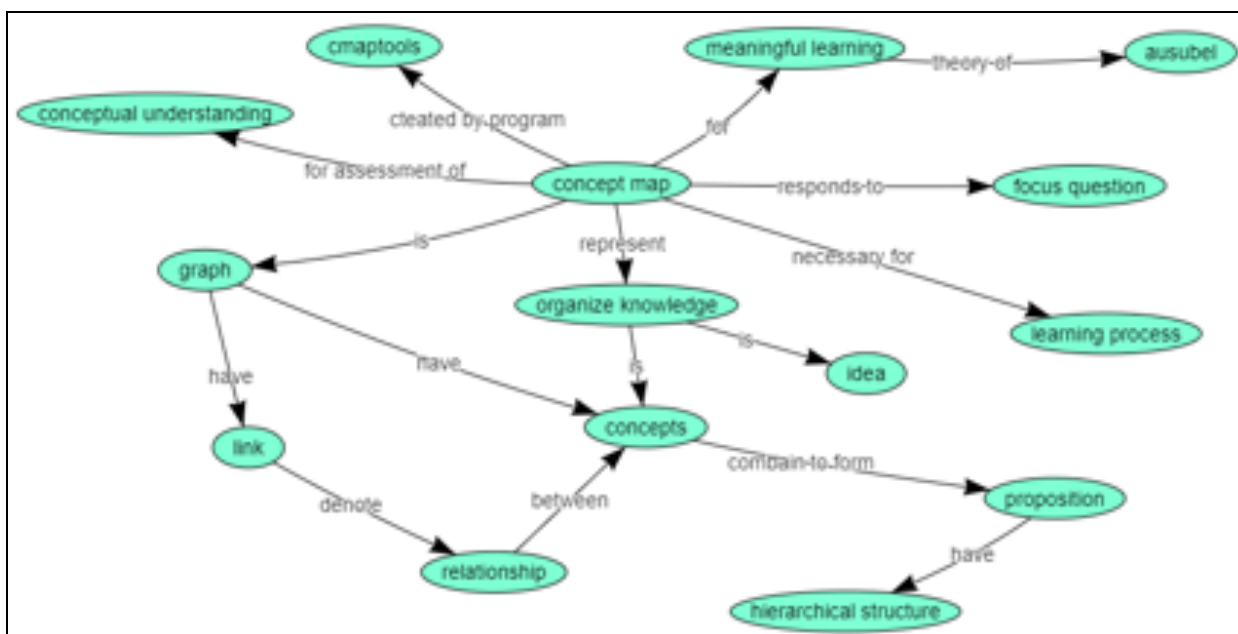 cmaptools
meaningful learning
theory-of
ausubel
conceptual understanding
cteated by program
for
for assessment of
concept map
responds-to
focus question
is
represent
necessary for
graph
organize knowledge
learning process
is
is
idea
have
have
concepts
link
combain-to form
denote
between
proposition
relationship
have
hierarchical structure